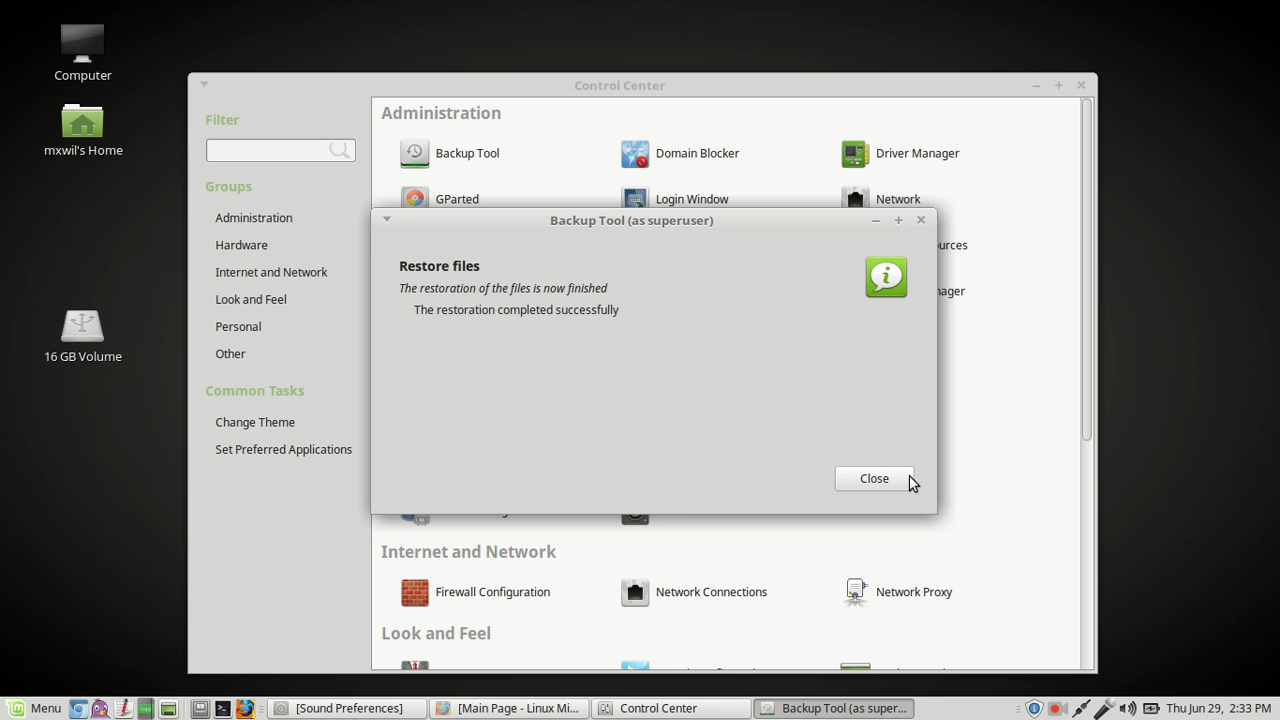 Computer
mxwil's Home
16 GB Volume
Control Center
Filter
Groups
Administration
Hardware
Internet and Network
Look and Feel
Personal
Other
Common Tasks
Change Theme
Set Preferred Applications
Administration
Backup Tool
Domain Blocker
Driver Manager
GParted
Login Window
Network
ources
nager
Backup Tool (as superuser)
Restore files
The restoration of the files is now finished
The restoration completed successfully
Close
Internet and Network
Firewall Configuration
Network Connections
Network Proxy
Look and Feel
Menu
[Sound Preferences]
[Main Page - Linux Mi...
Control Center
Backup Tool (as super...
Thu Jun 29, 2:33 PM